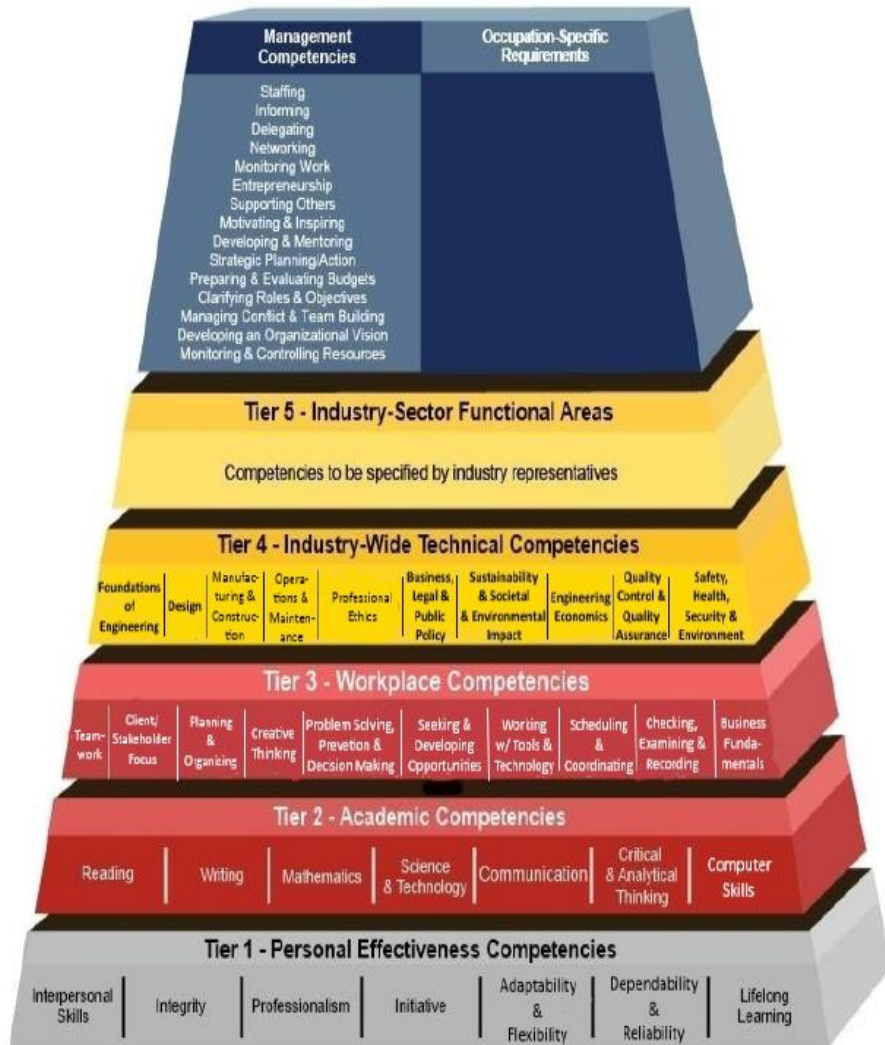 Management
Competencies
Occupation-Specific
Requirements
Staffing
Informing
Delegating
Networking
Monitoring Work
Entrepreneurship
Supporting Others
Motivating & Inspiring
Developing & Mentoring
Strategic Planning/Action
Preparing & Evaluating Budgets
Clarifying Roles & Objectives
Managing Conflict & Team Building
Developing an Organizational Vision
Monitoring & Controlling Resources
Tier 5 - Industry-Sector Functional Areas
Competencies to be specified by industry representatives
Tier 4 - Industry-Wide Technical Competencies
Foundations
of
Engineering
Design
Manufac-
turing &
Construc-
tion
Opera-
tions &
Mainten-
ance
Professional
Ethics
Business,
Legal &
Public
Policy
Sustainability
& Societal
& Environmental
Impact
Engineering
Economics
Quality
Control &
Quality
Assurance
Safety,
Health,
Security &
Environment
Tier 3 - Workplace Competencies
Team-
work
Client/
Stakeholder
Focus
Planning
&
Organizing
Creative
Thinking
Problem Solving,
Prevetion &
Decision Making
Seeking &
Developing
Opportunities
Working
w/ Tools &
Technology
Scheduling
&
Coordinating
Checking,
Examining &
Recording
Business
Funda-
mentals
Tier 2 - Academic Competencies
Reading
Writing
Mathematics
Science
& Technology
Communication
Critical
& Analytical
Thinking
Computer
Skills
Tier 1 - Personal Effectiveness Competencies
Interpersonal
Skills
Integrity
Professionalism
Initiative
Adaptability
&
Flexibility
Dependability
&
Reliability
Lifelong
Learning